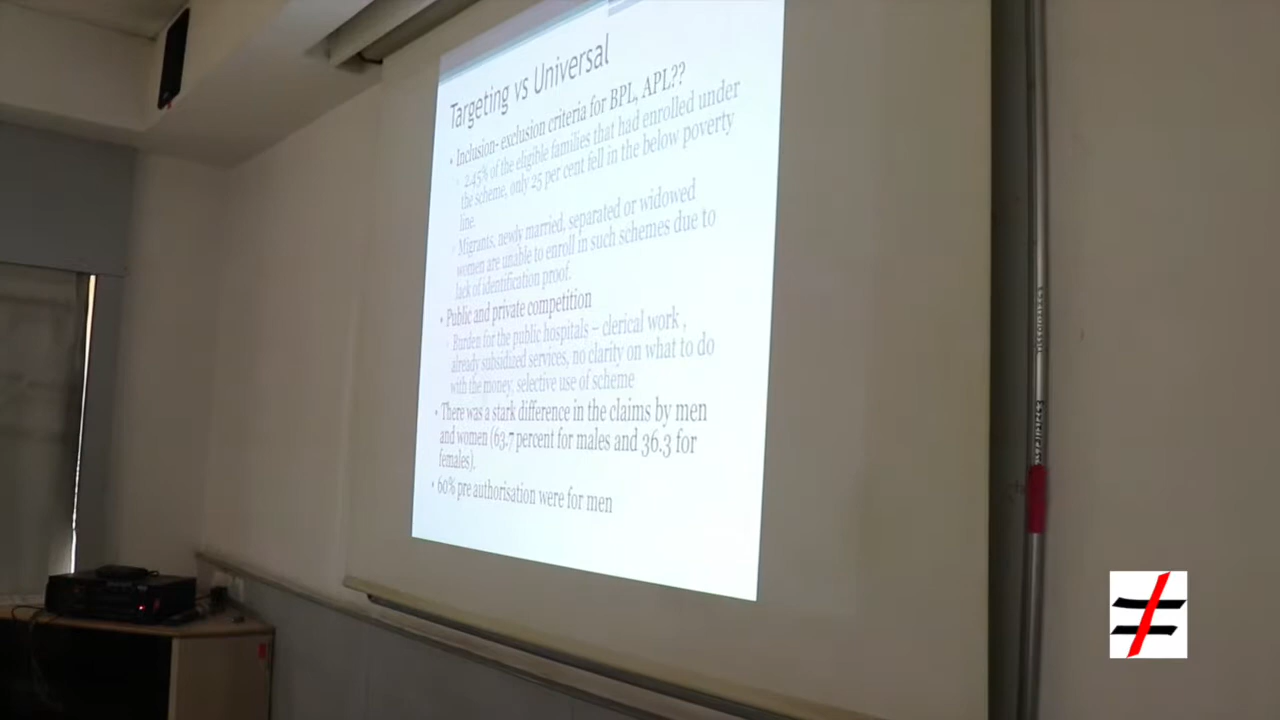 Targeting vs Universal
• Inclusion- exclusion criteria for BPL, APL??
◦ 2.45% of the eligible families that had enrolled under
the scheme, only 25 per cent fell in the below poverty
line.
◦ Migrants, newly married, separated or widowed
women are unable to enroll in such schemes due to
lack of identification proof.
• Public and private competition
◦ Burden for the public hospitals – clerical work ,
already subsidized services, no clarity on what to do
with the money, selective use of scheme
• There was a stark difference in the claims by men
and women (63.7 percent for males and 36.3 for
females).
• 60% pre authorisation were for men